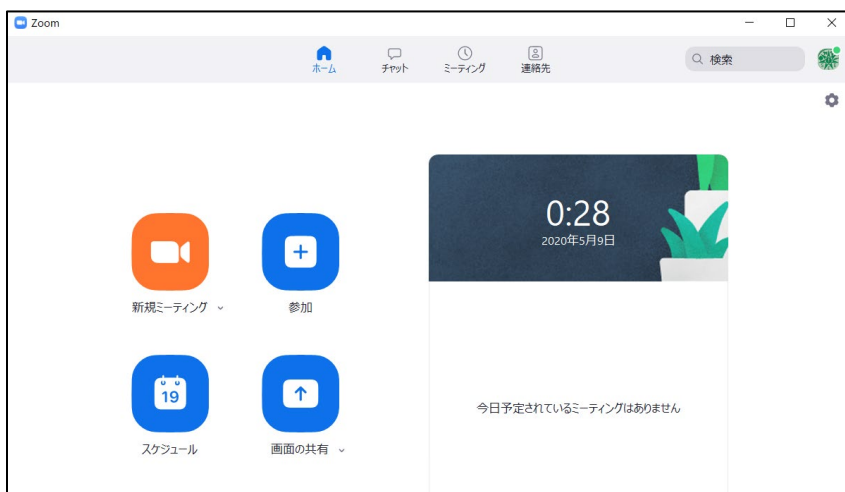 Zoom
ホーム
チャット
ミーティング
連絡先
検索
0:28
2020年5月9日
新規ミーティング
参加
19
スケジュール
画面の共有
今日予定されているミーティングはありません